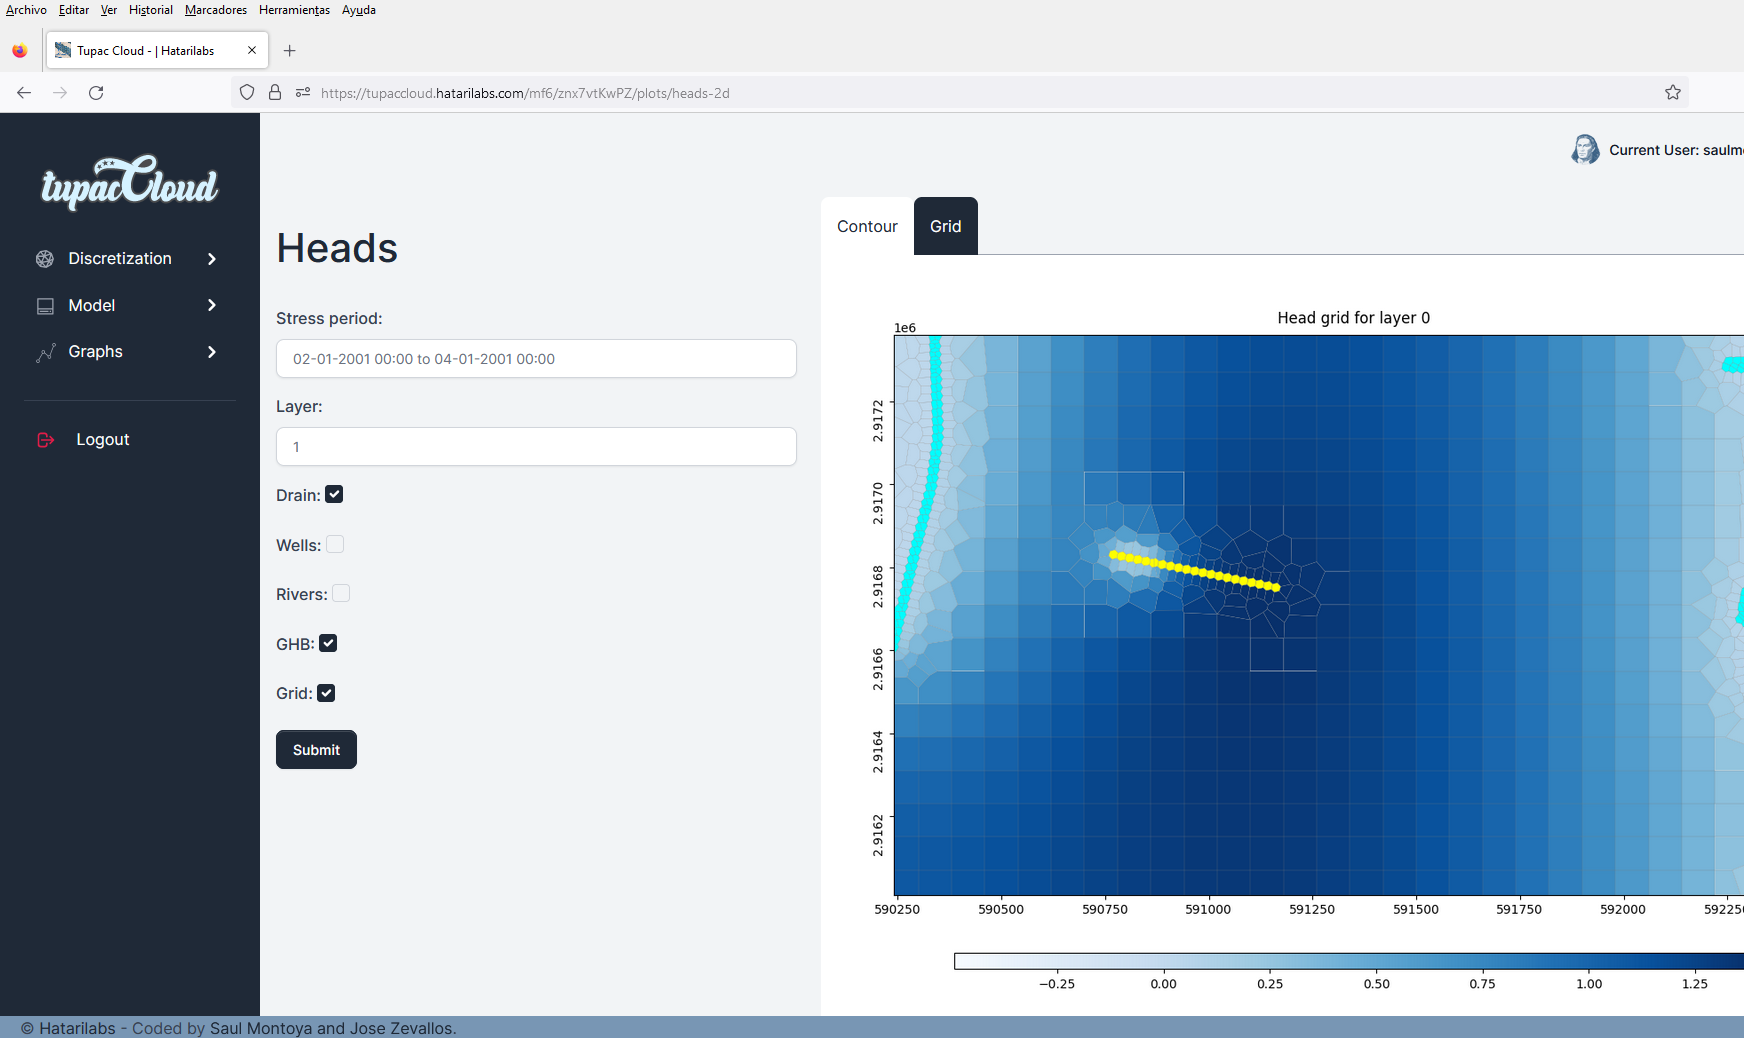 Archivo Editar Ver Historial Marcadores Herramientas Ayuda
Tupac Cloud - | Hatarilabs
https://tupaccloud.hatarilabs.com/mf6/znx7vtKwPZ/plots/heads-2d
tupacCloud
Current User: saulm
Discretization
Model
Graphs
Logout
Heads
Stress period:
02-01-2001 00:00 to 04-01-2001 00:00
Layer:
1
Drain:
Wells:
Rivers:
GHB:
Grid:
Submit
Contour
Grid
Head grid for layer 0
1e6
2.9172
2.9170
2.9168
2.9166
2.9164
2.9162
590250 590500 590750 591000 591250 591500 591750 592000 59225
−0.25 0.00 0.25 0.50 0.75 1.00 1.25
© Hatarilabs - Coded by Saul Montoya and Jose Zevallos.